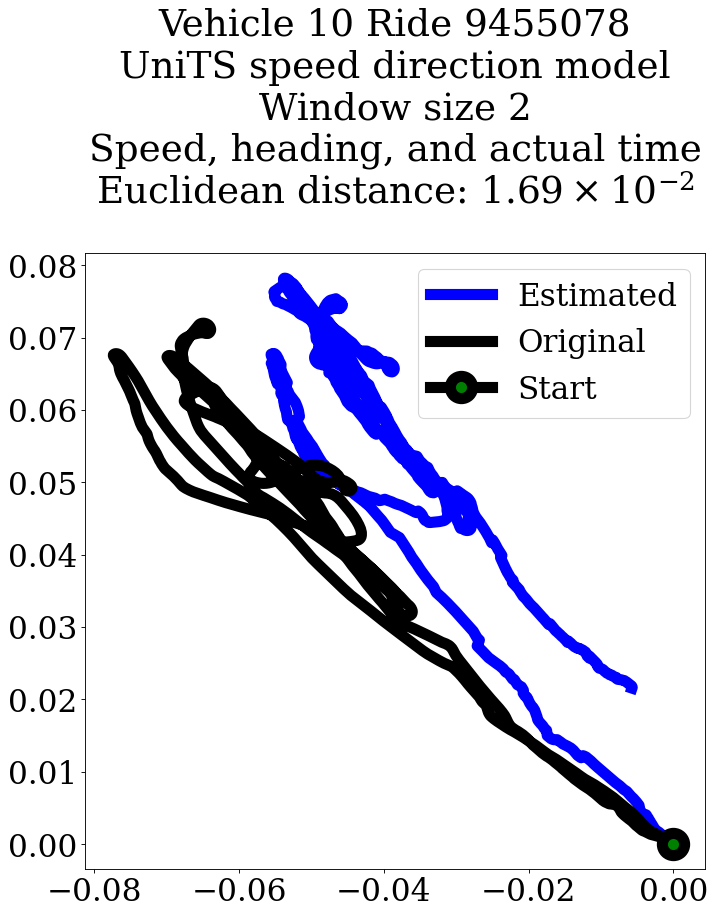 Vehicle 10 Ride 9455078
UniTS speed direction model
Window size 2
Speed, heading, and actual time
Euclidean distance: 1.69 × 10⁻²
0.08
0.07
0.06
0.05
0.04
0.03
0.02
0.01
0.00
Estimated
Original
Start
−0.08 −0.06 −0.04 −0.02 0.00